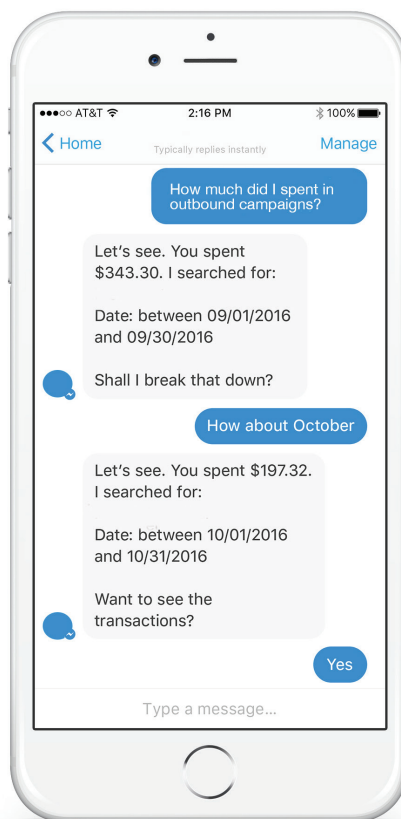 AT&T 2:16 PM 100%
Home Typically replies instantly Manage
How much did I spent in
outbound campaigns?
Let's see. You spent
$343.30. I searched for:
Date: between 09/01/2016
and 09/30/2016
Shall I break that down?
How about October
Let's see. You spent $197.32.
I searched for:
Date: between 10/01/2016
and 10/31/2016
Want to see the
transactions?
Yes
Type a message...